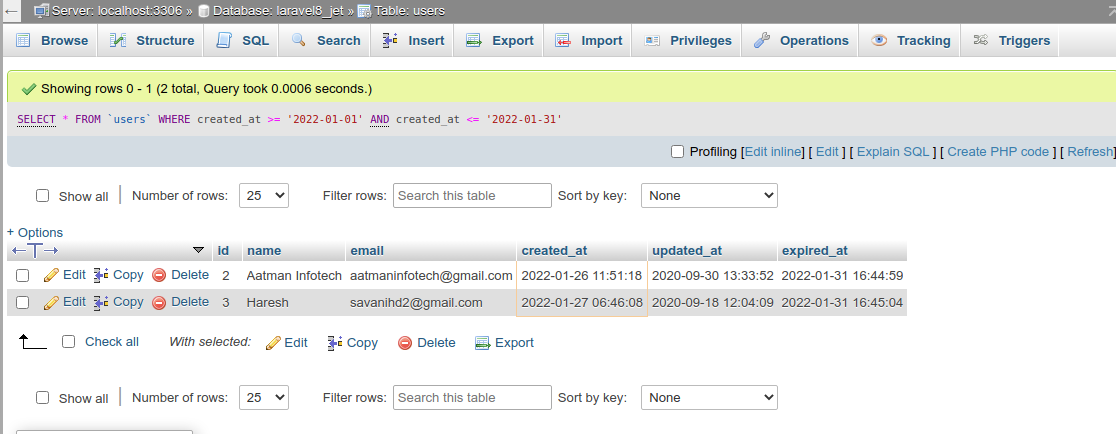 Server: localhost:3306 » Database: laravel8_jet » Table: users
Browse Structure SQL Search Insert Export Import Privileges Operations Tracking Triggers
Showing rows 0 - 1 (2 total, Query took 0.0006 seconds.)
SELECT * FROM `users` WHERE created_at >= '2022-01-01' AND created_at <= '2022-01-31'
Profiling [Edit inline] [ Edit ] [ Explain SQL ] [ Create PHP code ] [ Refresh]
Show all Number of rows: 25 Filter rows: Search this table Sort by key: None
+ Options
←T→ id name email created_at updated_at expired_at
Edit Copy Delete 2 Aatman Infotech aatmaninfotech@gmail.com 2022-01-26 11:51:18 2020-09-30 13:33:52 2022-01-31 16:44:59
Edit Copy Delete 3 Haresh savanihd2@gmail.com 2022-01-27 06:46:08 2020-09-18 12:04:09 2022-01-31 16:45:04
Check all With selected: Edit Copy Delete Export
Show all Number of rows: 25 Filter rows: Search this table Sort by key: None